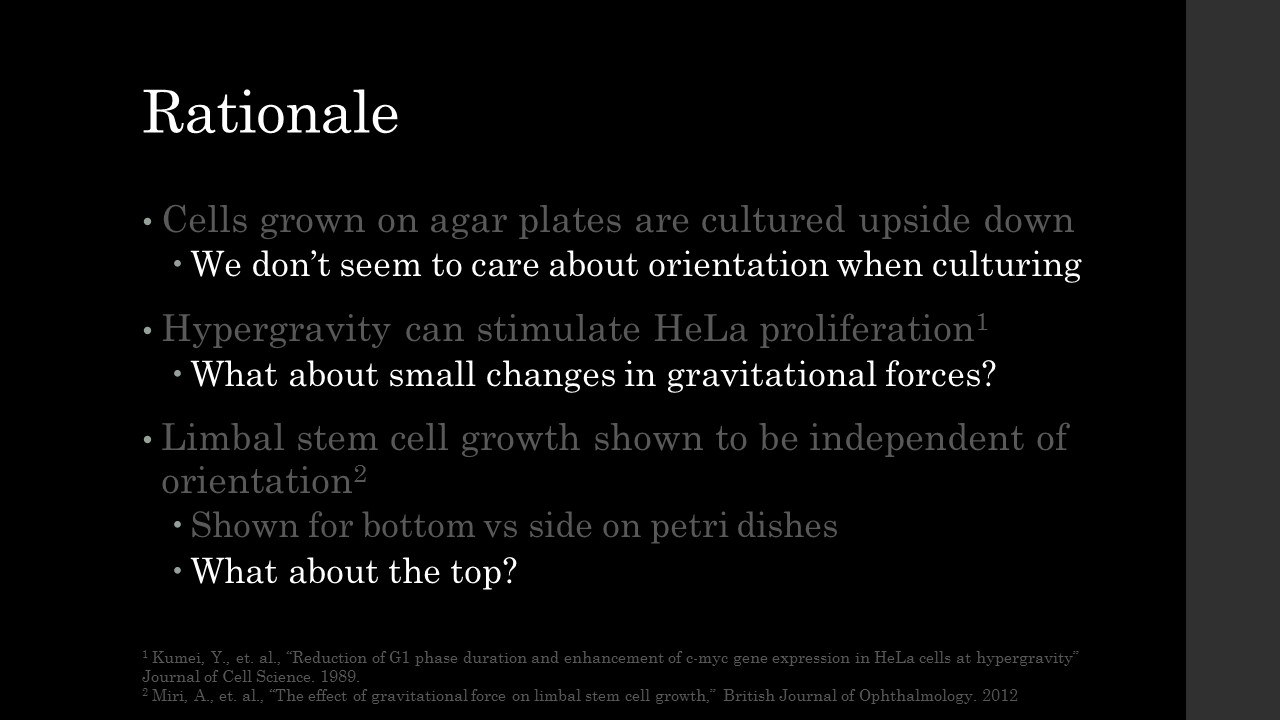 Rationale
• Cells grown on agar plates are cultured upside down
• We don’t seem to care about orientation when culturing
• Hypergravity can stimulate HeLa proliferation¹
• What about small changes in gravitational forces?
• Limbal stem cell growth shown to be independent of
orientation²
• Shown for bottom vs side on petri dishes
• What about the top?
¹ Kumei, Y., et. al., “Reduction of G1 phase duration and enhancement of c-myc gene expression in HeLa cells at hypergravity”
Journal of Cell Science. 1989.
² Miri, A., et. al., “The effect of gravitational force on limbal stem cell growth,” British Journal of Ophthalmology. 2012